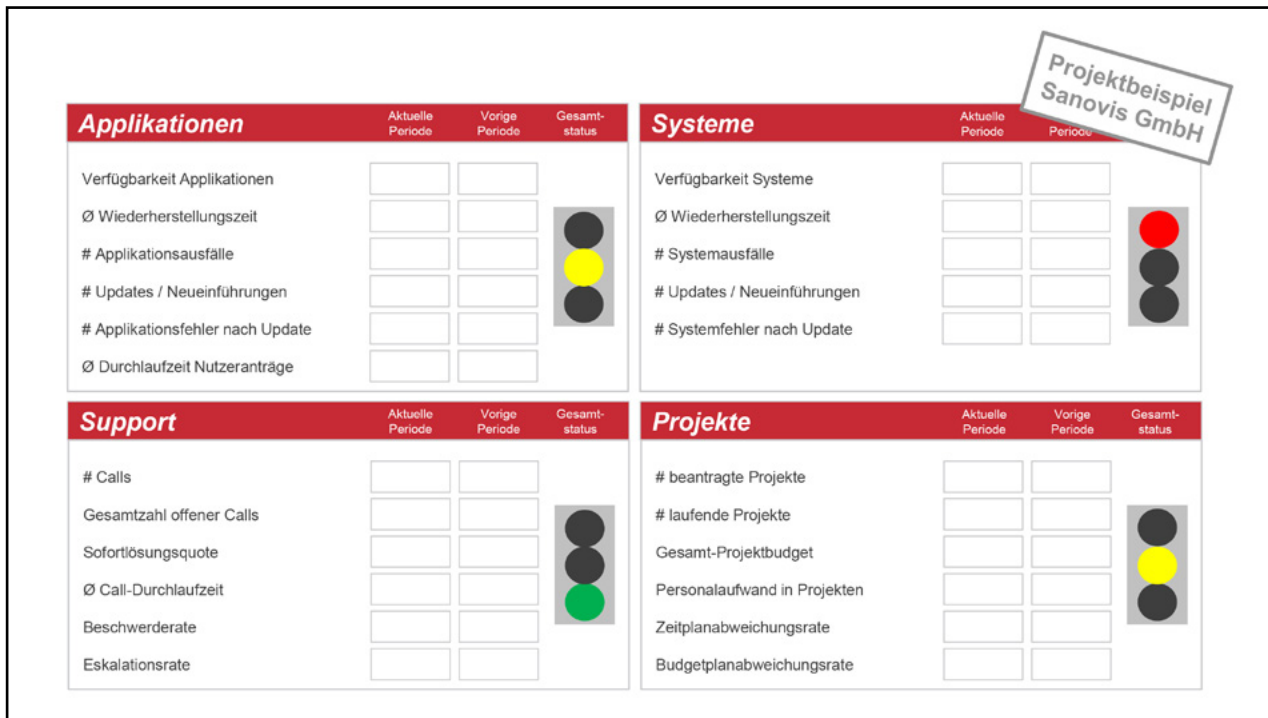 Projektbeispiel
Sanovis GmbH
Applikationen
Aktuelle
Periode
Vorige
Periode
Gesamt-
status
Verfügbarkeit Applikationen
Ø Wiederherstellungszeit
# Applikationsausfälle
# Updates / Neueinführungen
# Applikationsfehler nach Update
Ø Durchlaufzeit Nutzeranträge
Systeme
Aktuelle
Periode
Periode
Verfügbarkeit Systeme
Ø Wiederherstellungszeit
# Systemausfälle
# Updates / Neueinführungen
# Systemfehler nach Update
Support
Aktuelle
Periode
Vorige
Periode
Gesamt-
status
# Calls
Gesamtzahl offener Calls
Sofortlösungsquote
Ø Call-Durchlaufzeit
Beschwerderate
Eskalationsrate
Projekte
Aktuelle
Periode
Vorige
Periode
Gesamt-
status
# beantragte Projekte
# laufende Projekte
Gesamt-Projektbudget
Personalaufwand in Projekten
Zeitplanabweichungsrate
Budgetplanabweichungsrate